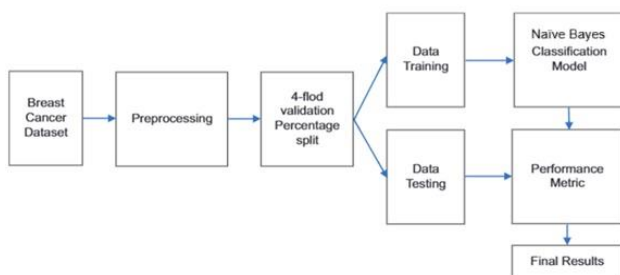 Breast
Cancer
Dataset
Preprocessing
4-flod
validation
Percentage
split
Data
Training
Naïve Bayes
Classification
Model
Data
Testing
Performance
Metric
Final Results